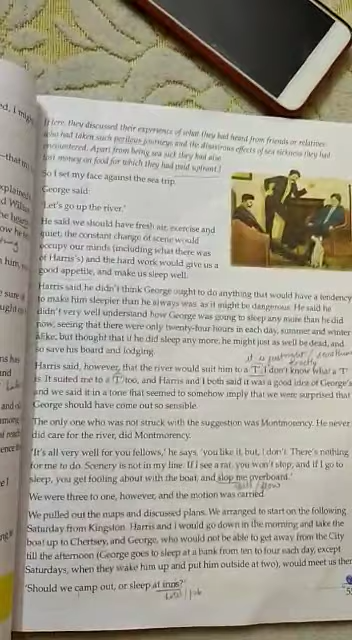 [Here, they discussed their experience of what they had heard from friends or relatives
who had taken such perilous journeys and the disastrous effects of sea sickness they had
encountered. Apart from being sea sick they had also
lost money on food for which they had paid upfront.]
So I set my face against the sea trip.
George said:
'Let's go up the river.'
He said we should have fresh air, exercise and
quiet; the constant change of scene would
occupy our minds (including what there was
of Harris's) and the hard work would give us a
good appetite, and make us sleep well.
Harris said he didn't think George ought to do anything that would have a tendency
to make him sleepier than he always was, as it might be dangerous. He said he
didn't very well understand how George was going to sleep any more than he did
now, seeing that there were only twenty-four hours in each day, summer and winter
alike, but thought that if he did sleep any more, he might just as well be dead, and
so save his board and lodging.
Harris said, however, that the river would suit him to a 'T'. I don't know what a 'T'
is. It suited me to a 'T' too, and Harris and I both said it was a good idea of George's
and we said it in a tone that seemed to somehow imply that we were surprised that
George should have come out so sensible.
The only one who was not struck with the suggestion was Montmorency. He never
did care for the river, did Montmorency.
'It's all very well for you fellows,' he says, 'you like it, but I don't. There's nothing
for me to do. Scenery is not in my line. If I see a rat, you won't stop, and if I go to
sleep, you get fooling about with the boat, and slop me overboard.'
We were three to one, however, and the motion was carried.
We pulled out the maps and discussed plans. We arranged to start on the following
Saturday from Kingston. Harris and I would go down in the morning and take the
boat up to Chertsey, and George, who would not be able to get away from the City
till the afternoon (George goes to sleep at a bank from ten to four each day, except
Saturdays, when they wake him up and put him outside at two), would meet us there.
'Should we camp out, or sleep at inns?'